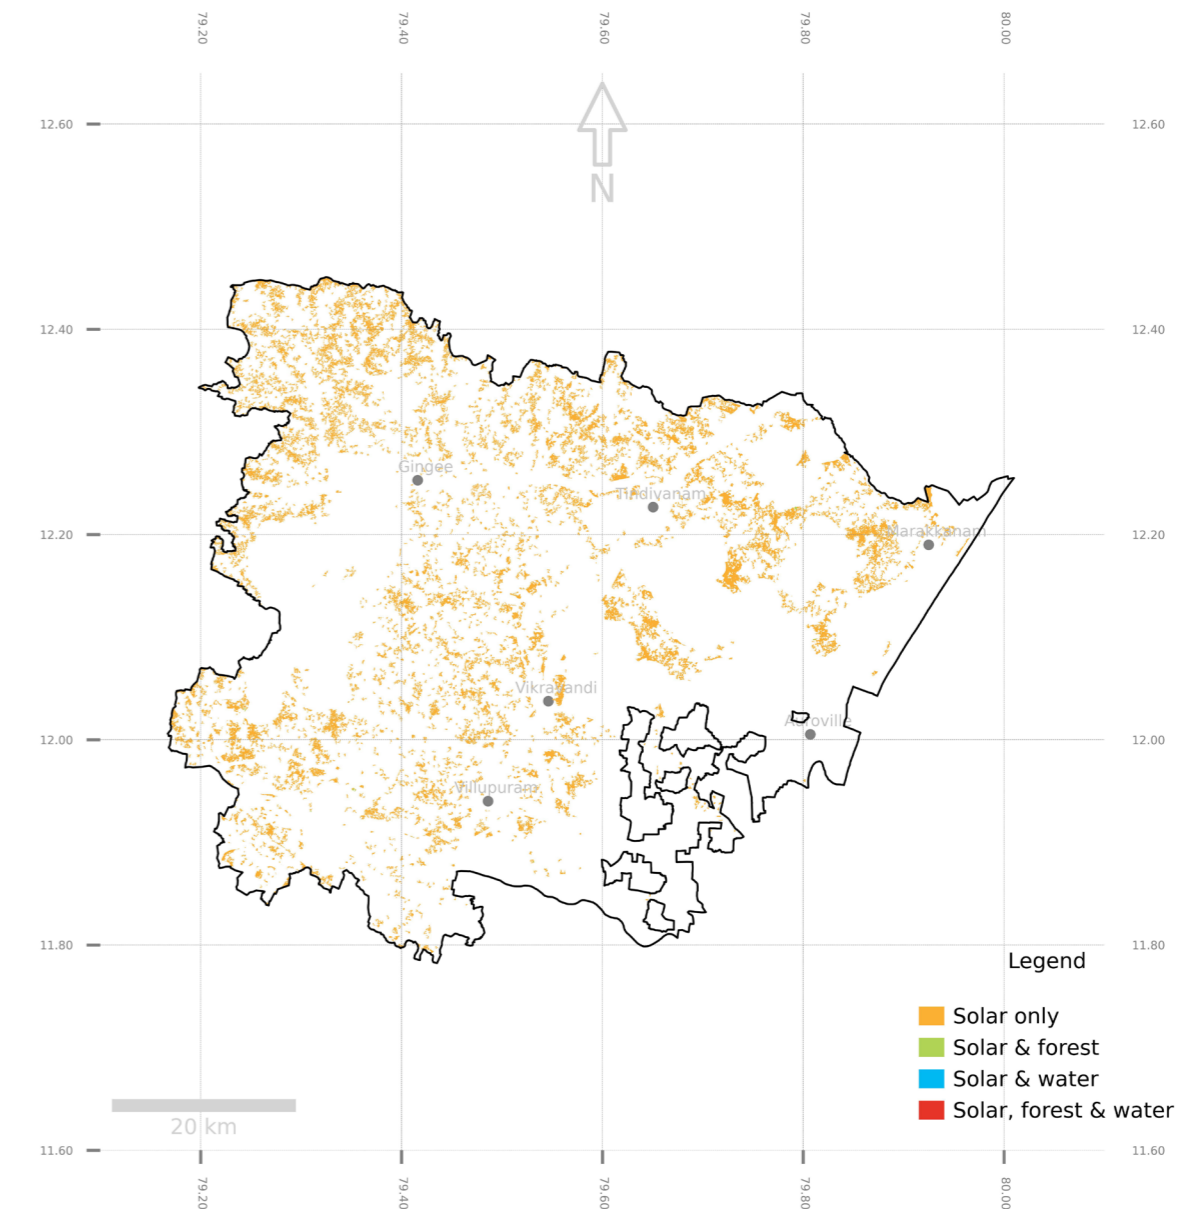 79.20 79.40 79.60 79.80 80.00
12.60 12.60
N
12.40 12.40
Gingee
Tindivanam
Marakkanam
12.20 12.20
Vikravandi
Auroville
12.00 12.00
Villupuram
11.80 11.80
Legend
Solar only
Solar & forest
Solar & water
Solar, forest & water
20 km
11.60 11.60
79.20 79.40 79.60 79.80 80.00